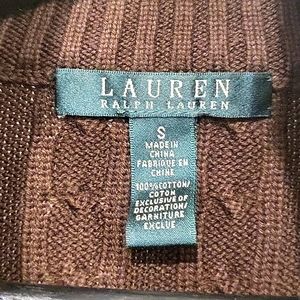 LAUREN
RALPH LAUREN
S
MADE IN
CHINA
FABRIQUE EN
CHINE
100% COTTON/
COTON
EXCLUSIVE OF
DECORATION/
GARNITURE
EXCLUE